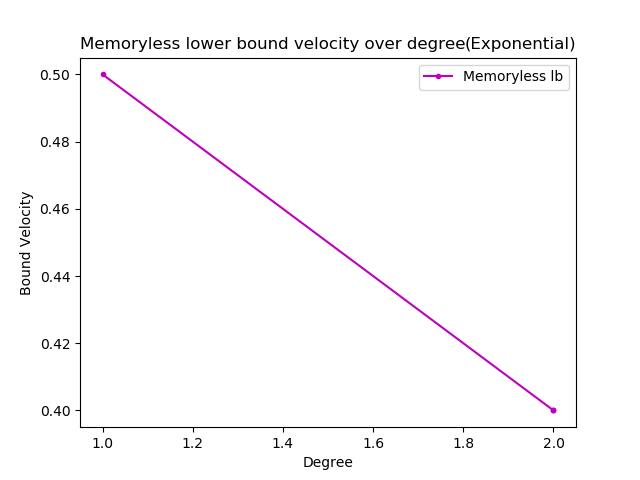 Memoryless lower bound velocity over degree(Exponential)
Memoryless lb
Bound Velocity
0.50
0.48
0.46
0.44
0.42
0.40
1.0 1.2 1.4 1.6 1.8 2.0
Degree